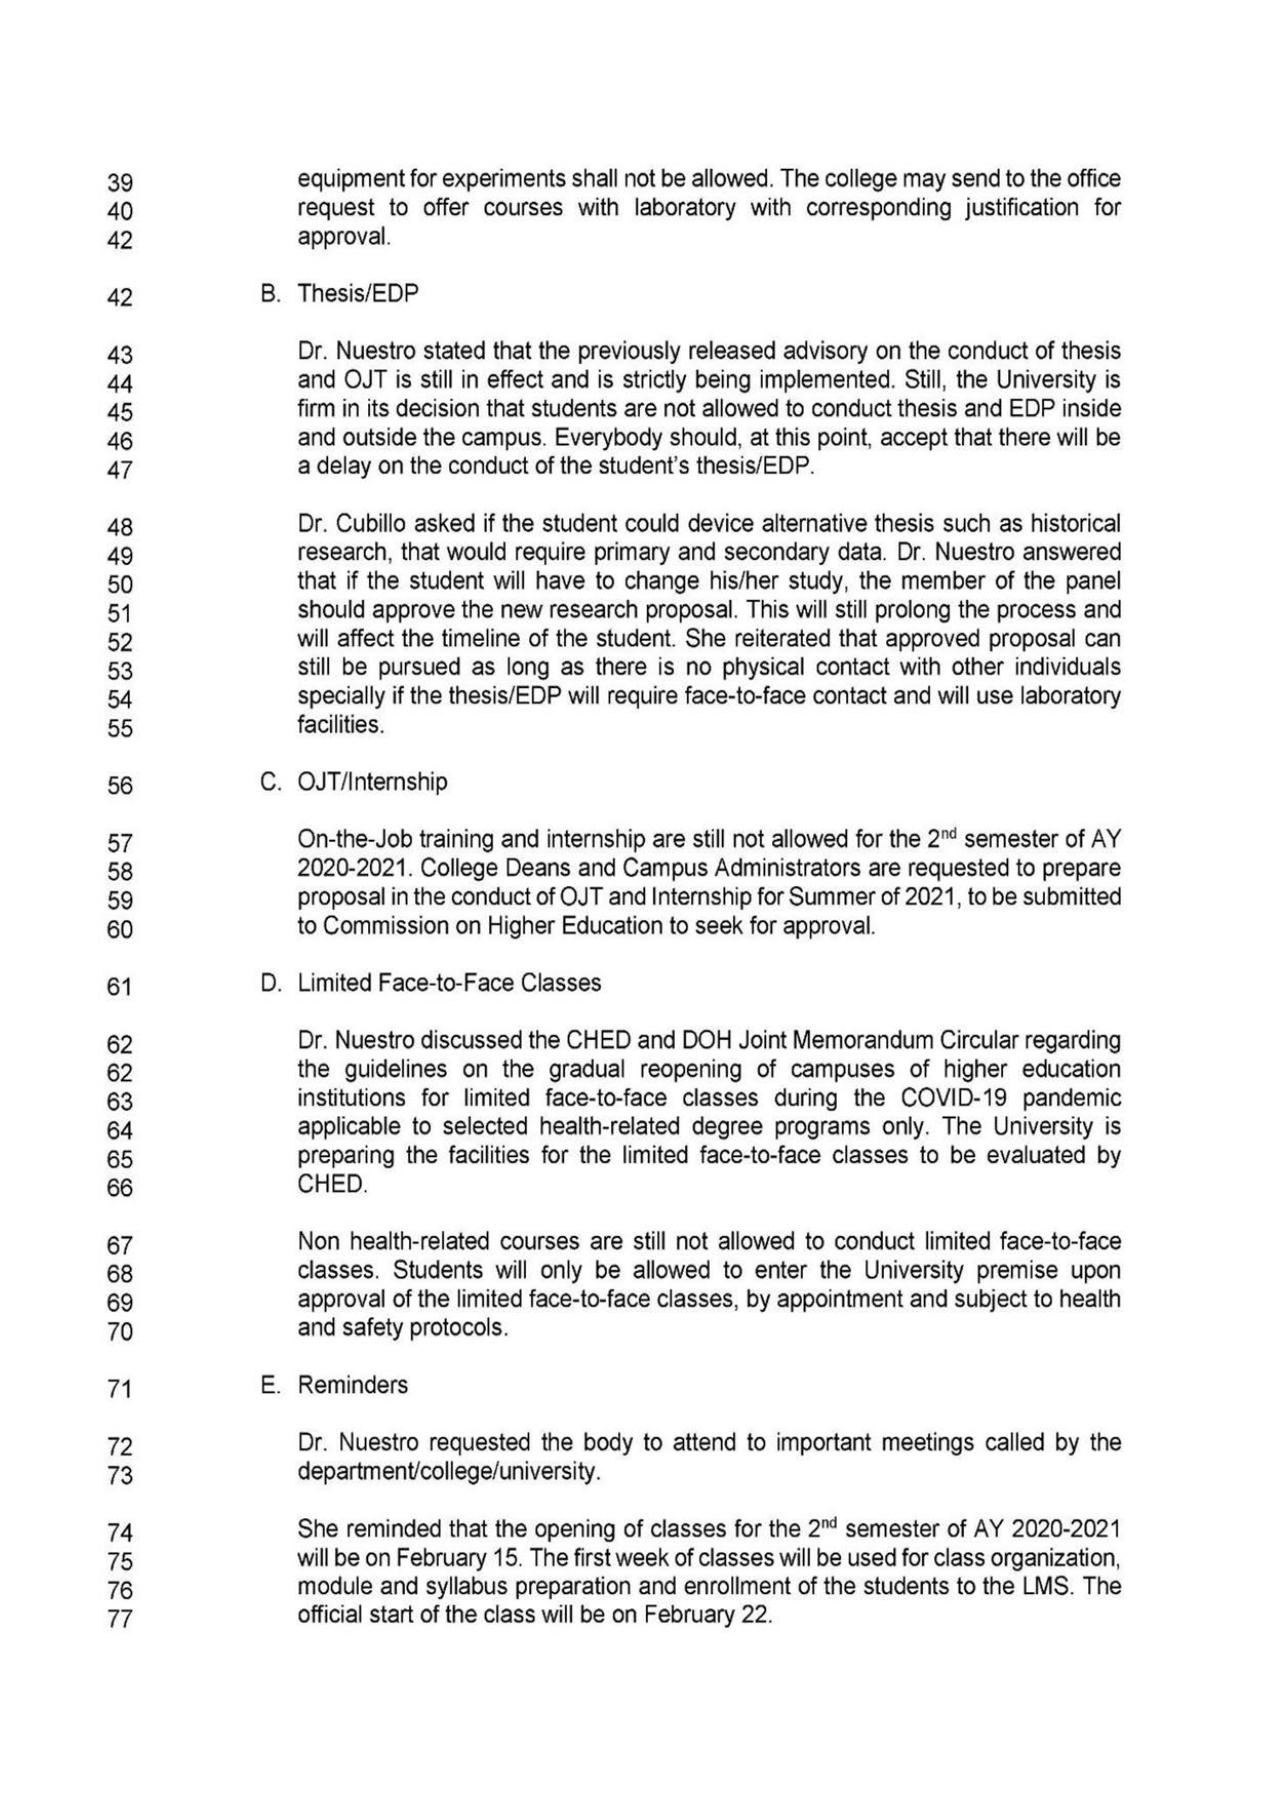 39 equipment for experiments shall not be allowed. The college may send to the office
40 request to offer courses with laboratory with corresponding justification for
42 approval.
42 B. Thesis/EDP
43 Dr. Nuestro stated that the previously released advisory on the conduct of thesis
44 and OJT is still in effect and is strictly being implemented. Still, the University is
45 firm in its decision that students are not allowed to conduct thesis and EDP inside
46 and outside the campus. Everybody should, at this point, accept that there will be
47 a delay on the conduct of the student's thesis/EDP.
48 Dr. Cubillo asked if the student could device alternative thesis such as historical
49 research, that would require primary and secondary data. Dr. Nuestro answered
50 that if the student will have to change his/her study, the member of the panel
51 should approve the new research proposal. This will still prolong the process and
52 will affect the timeline of the student. She reiterated that approved proposal can
53 still be pursued as long as there is no physical contact with other individuals
54 specially if the thesis/EDP will require face-to-face contact and will use laboratory
55 facilities.
56 C. OJT/Internship
57 On-the-Job training and internship are still not allowed for the 2nd semester of AY
58 2020-2021. College Deans and Campus Administrators are requested to prepare
59 proposal in the conduct of OJT and Internship for Summer of 2021, to be submitted
60 to Commission on Higher Education to seek for approval.
61 D. Limited Face-to-Face Classes
62 Dr. Nuestro discussed the CHED and DOH Joint Memorandum Circular regarding
62 the guidelines on the gradual reopening of campuses of higher education
63 institutions for limited face-to-face classes during the COVID-19 pandemic
64 applicable to selected health-related degree programs only. The University is
65 preparing the facilities for the limited face-to-face classes to be evaluated by
66 CHED.
67 Non health-related courses are still not allowed to conduct limited face-to-face
68 classes. Students will only be allowed to enter the University premise upon
69 approval of the limited face-to-face classes, by appointment and subject to health
70 and safety protocols.
71 E. Reminders
72 Dr. Nuestro requested the body to attend to important meetings called by the
73 department/college/university.
74 She reminded that the opening of classes for the 2nd semester of AY 2020-2021
75 will be on February 15. The first week of classes will be used for class organization,
76 module and syllabus preparation and enrollment of the students to the LMS. The
77 official start of the class will be on February 22.